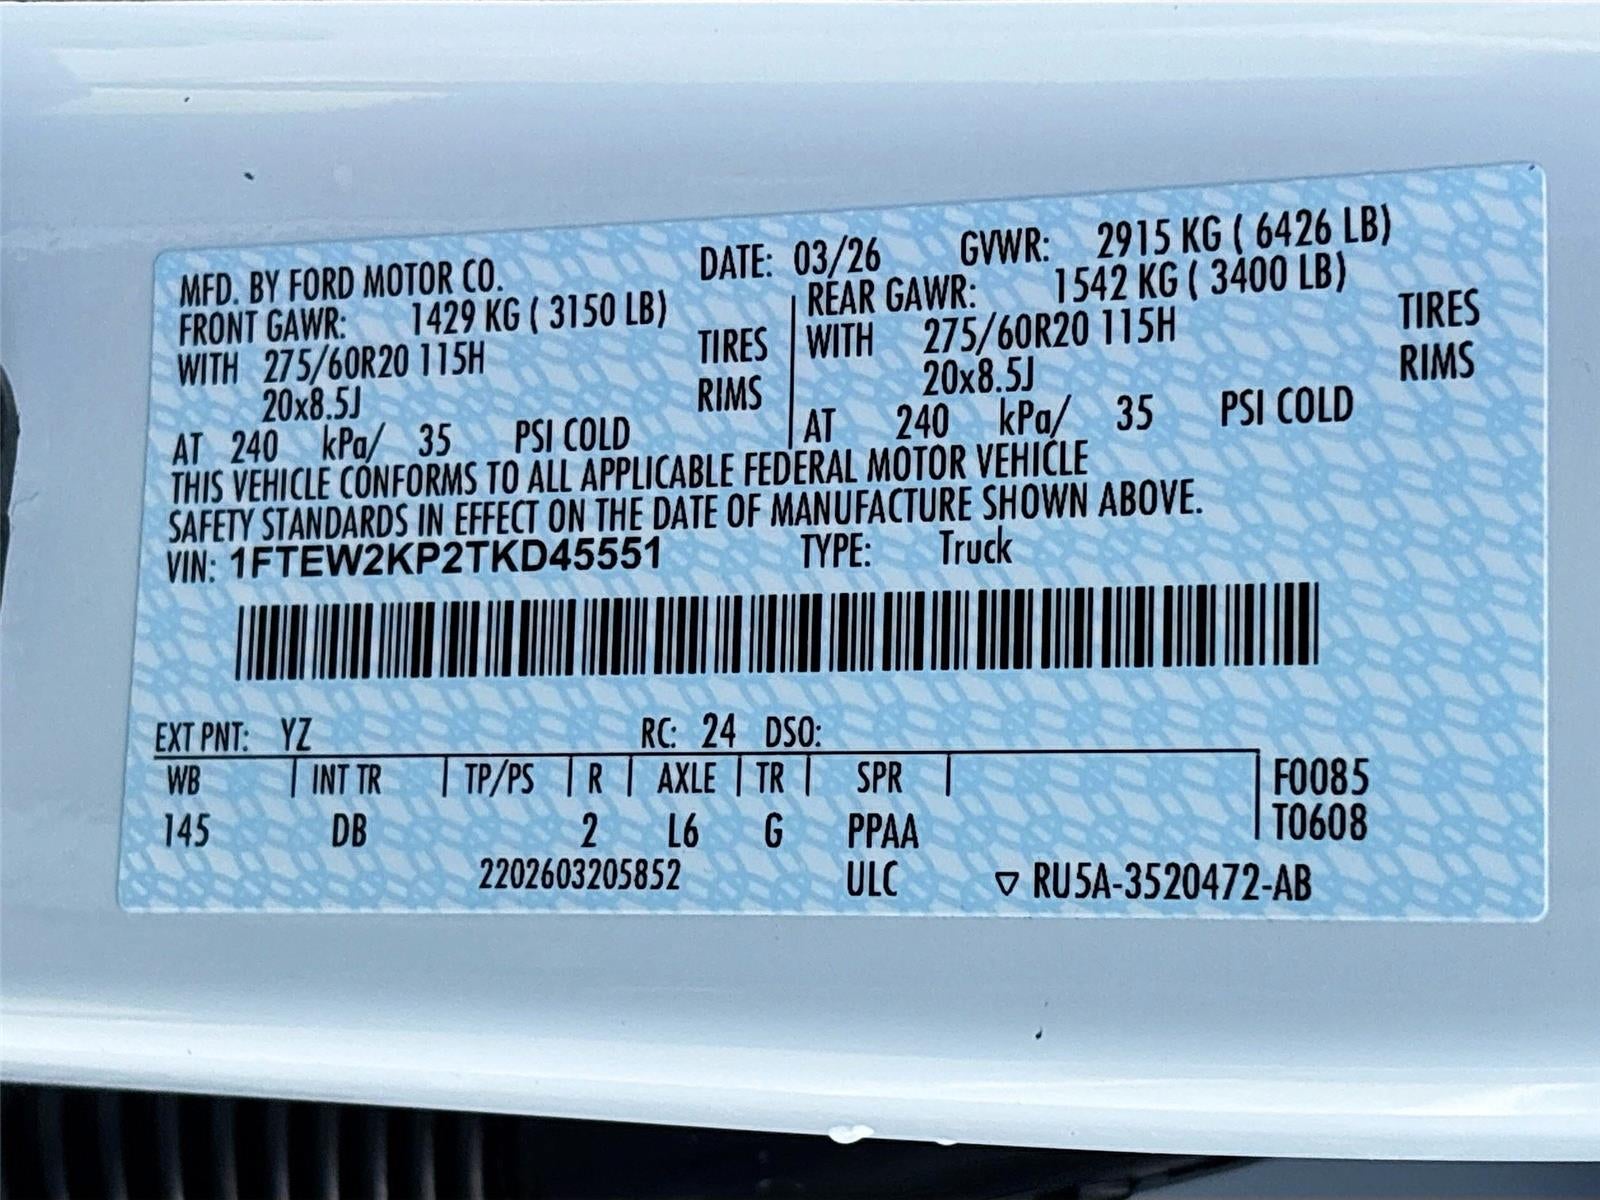 MFD. BY FORD MOTOR CO. DATE: 03/26 GVWR: 2915 KG ( 6426 LB)
FRONT GAWR: 1429 KG ( 3150 LB) REAR GAWR: 1542 KG ( 3400 LB)
WITH 275/60R20 115H TIRES WITH 275/60R20 115H TIRES
20x8.5J RIMS 20x8.5J RIMS
AT 240 kPa/ 35 PSI COLD AT 240 kPa/ 35 PSI COLD
THIS VEHICLE CONFORMS TO ALL APPLICABLE FEDERAL MOTOR VEHICLE
SAFETY STANDARDS IN EFFECT ON THE DATE OF MANUFACTURE SHOWN ABOVE.
VIN: 1FTEW2KP2TKD45551 TYPE: Truck
EXT PNT: YZ RC: 24 DSO:
WB INT TR TP/PS R AXLE TR SPR F0085
145 DB 2 L6 G PPAA T0608
2202603205852 ULC ▽ RU5A-3520472-AB